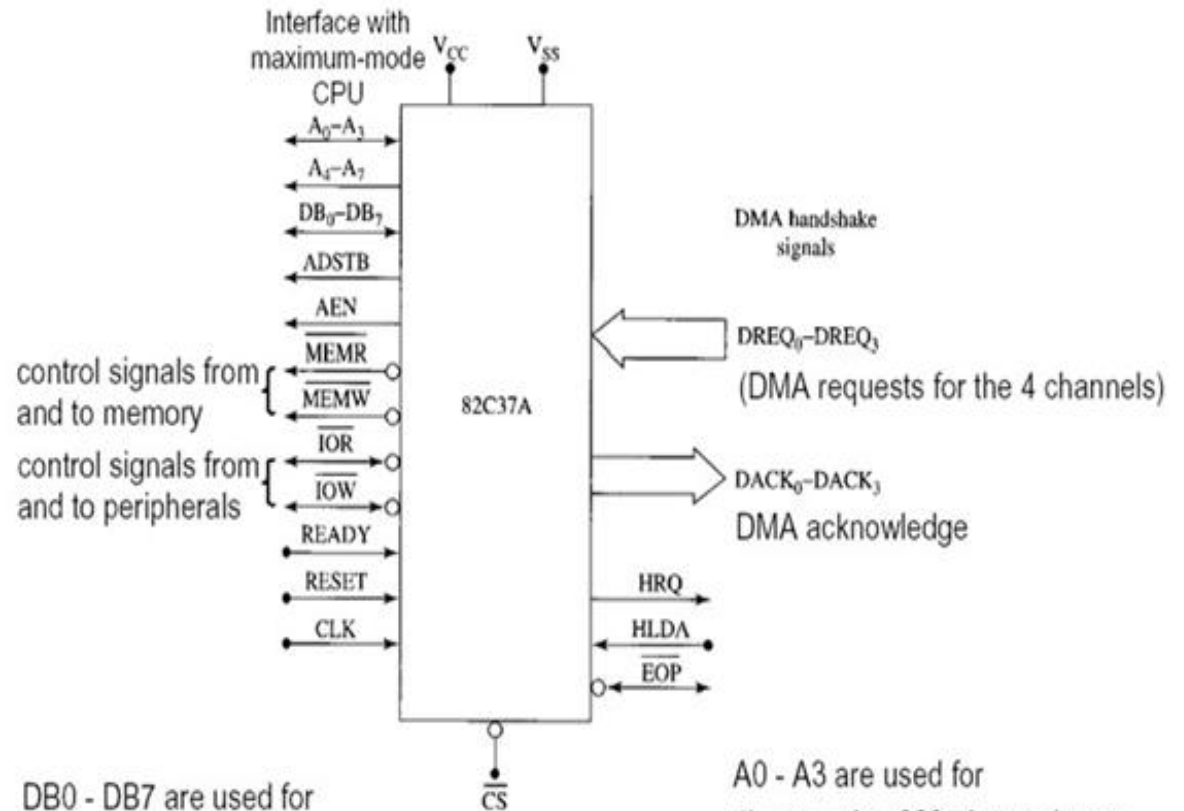 Interface with
maximum-mode
CPU
V_CC
V_SS
A₀–A₃
A₄–A₇
DB₀–DB₇
ADSTB
AEN
MEMR
MEMW
IOR
IOW
READY
RESET
CLK
control signals from
and to memory
control signals from
and to peripherals
82C37A
DMA handshake
signals
DREQ₀–DREQ₃
(DMA requests for the 4 channels)
DACK₀–DACK₃
DMA acknowledge
HRQ
HLDA
EOP
CS
DB0 - DB7 are used for
A0 - A3 are used for